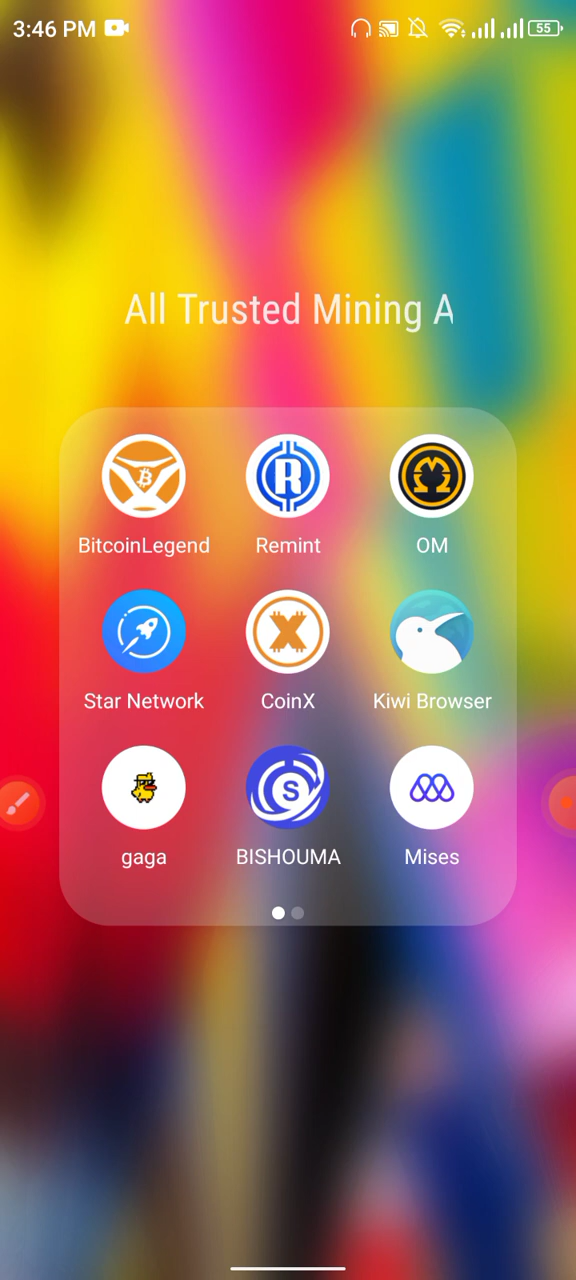 3:46 PM
55
All Trusted Mining A
BitcoinLegend
Remint
OM
Star Network
CoinX
Kiwi Browser
gaga
BISHOUMA
Mises